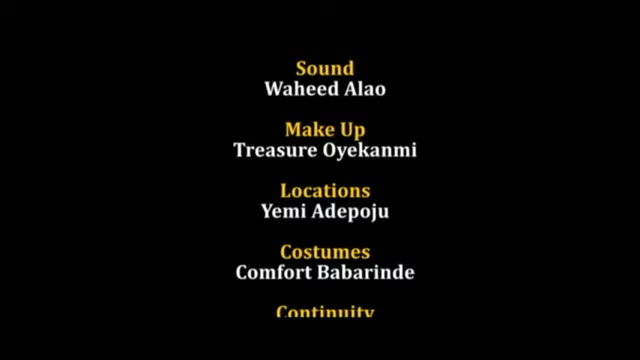 Sound
Waheed Alao
Make Up
Treasure Oyekanmi
Locations
Yemi Adepoju
Costumes
Comfort Babarinde
Continuity